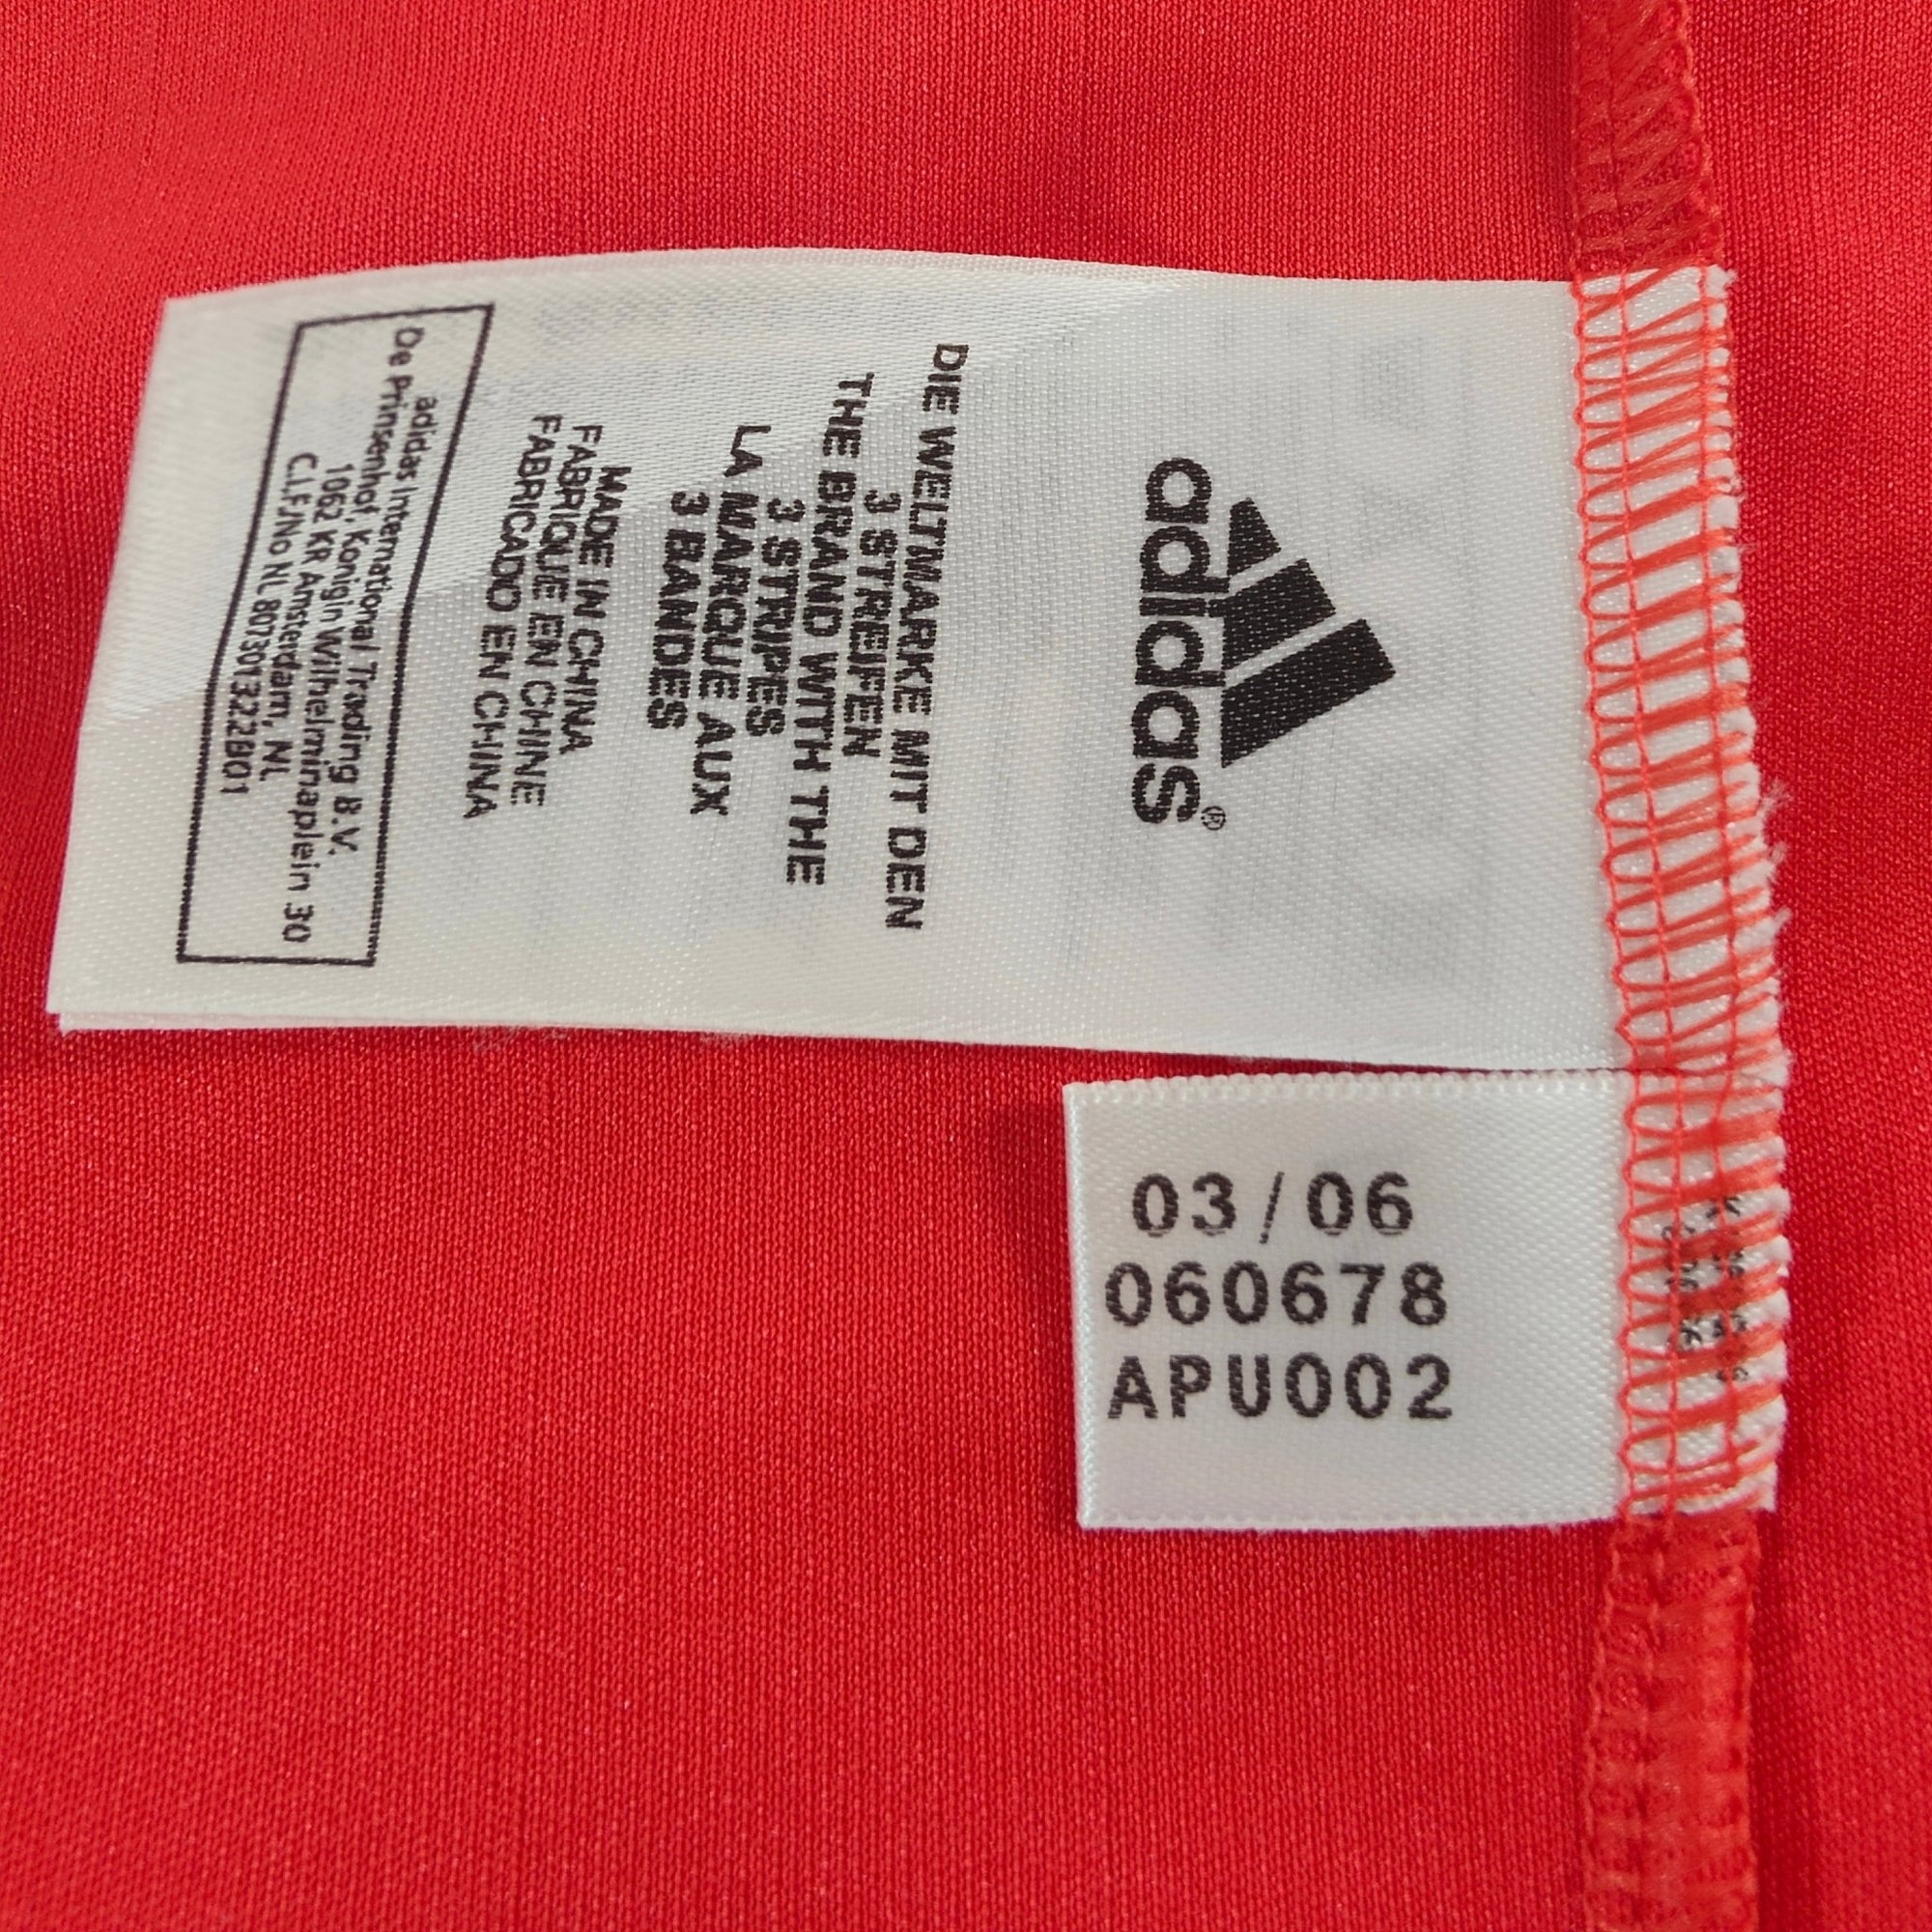 adidas®
DIE WELTMARKE MIT DEN
3 STREIFEN
THE BRAND WITH THE
3 STRIPES
LA MARQUE AUX
3 BANDES
MADE IN CHINA
FABRIQUE EN CHINE
FABRICADO EN CHINA
adidas International Trading B.V.
De Prinsenhof, Konigin Wilhelminaplein 30
1062 KR Amsterdam, NL
C.I.F./No NL 807301322B01
03/06
060678
APU002